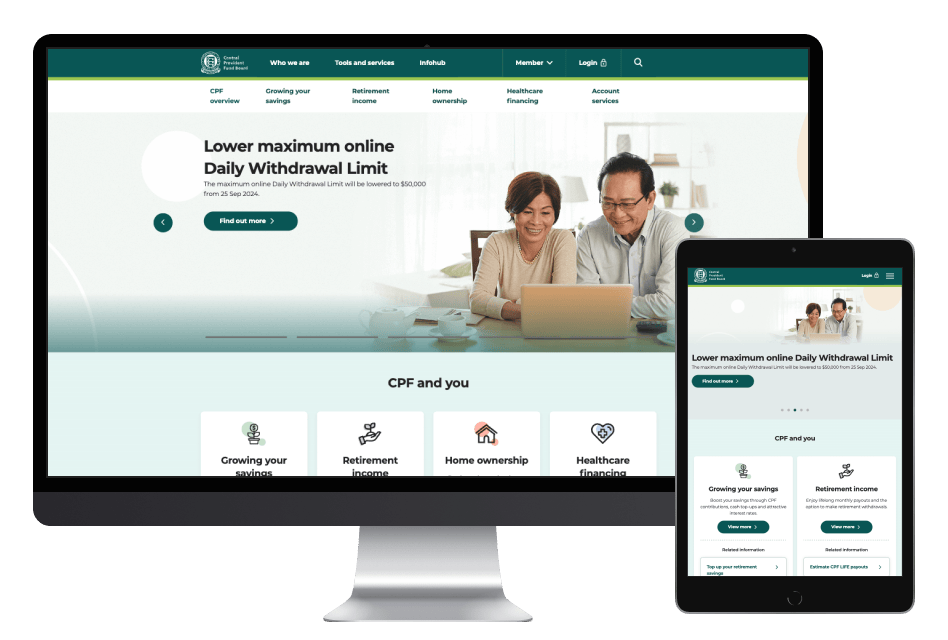 Central
Provident
Fund Board
Who we are
Tools and services
Infohub
Member
Login
CPF
overview
Growing your
savings
Retirement
income
Home
ownership
Healthcare
financing
Account
services
Lower maximum online
Daily Withdrawal Limit
The maximum online Daily Withdrawal Limit will be lowered to $50,000
from 25 Sep 2024.
Find out more
CPF and you
Growing your
savings
Retirement
income
Home ownership
Healthcare
financing
Central
Provident
Fund Board
Login
Lower maximum online Daily Withdrawal Limit
The maximum online Daily Withdrawal Limit will be lowered to $50,000 from 25 Sep 2024.
Find out more
CPF and you
Growing your savings
Boost your savings through CPF
contributions, cash top-ups and attractive
interest rates.
View more
Related information
Top up your retirement
savings
Retirement income
Enjoy lifelong monthly payouts and the
option to make retirement withdrawals
View more
Related information
Estimate CPF LIFE payouts